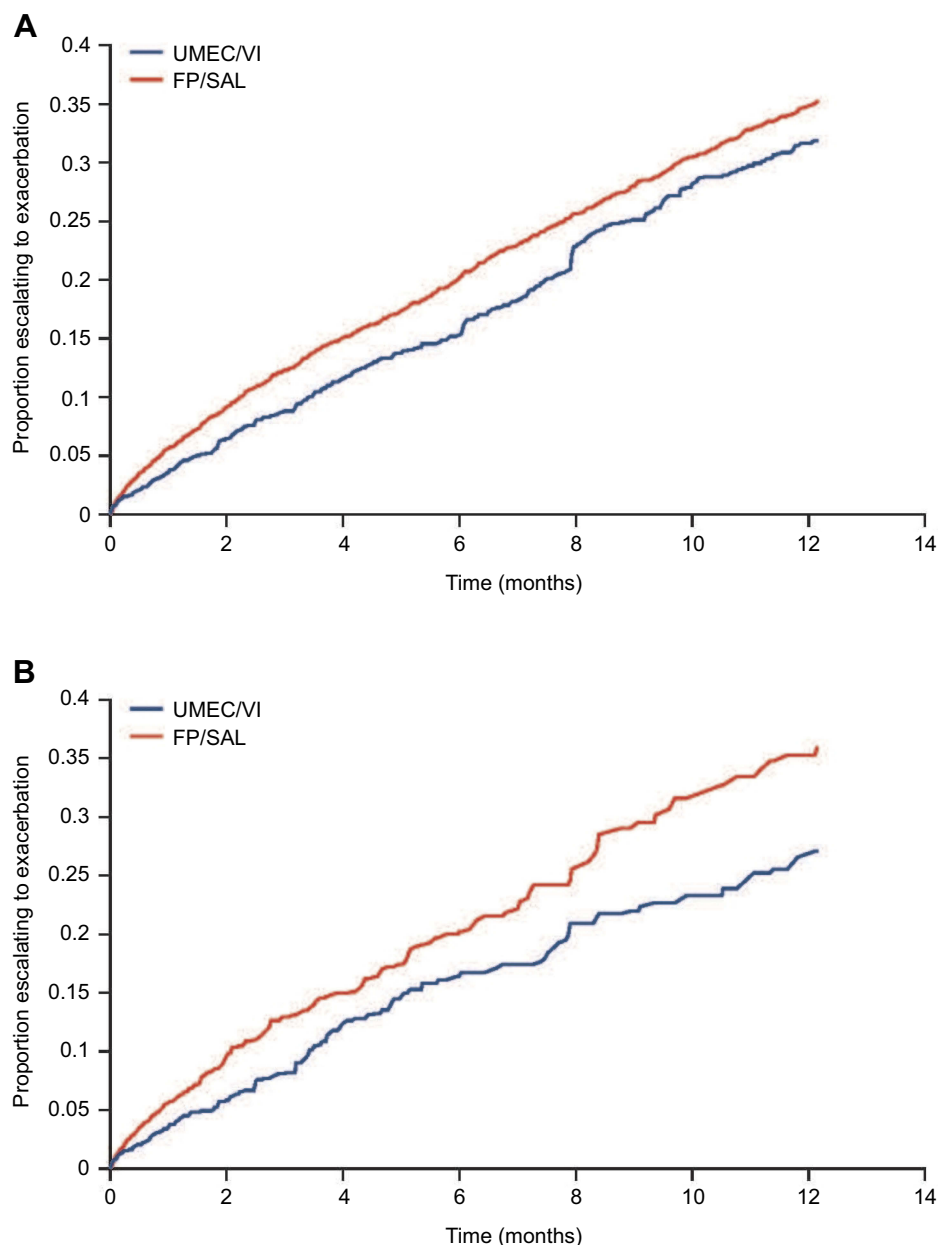 A
UMEC/VI
FP/SAL
Proportion escalating to exacerbation
0.4
0.35
0.3
0.25
0.2
0.15
0.1
0.05
0
0 2 4 6 8 10 12 14
Time (months)
B
UMEC/VI
FP/SAL
Proportion escalating to exacerbation
0.4
0.35
0.3
0.25
0.2
0.15
0.1
0.05
0
0 2 4 6 8 10 12 14
Time (months)